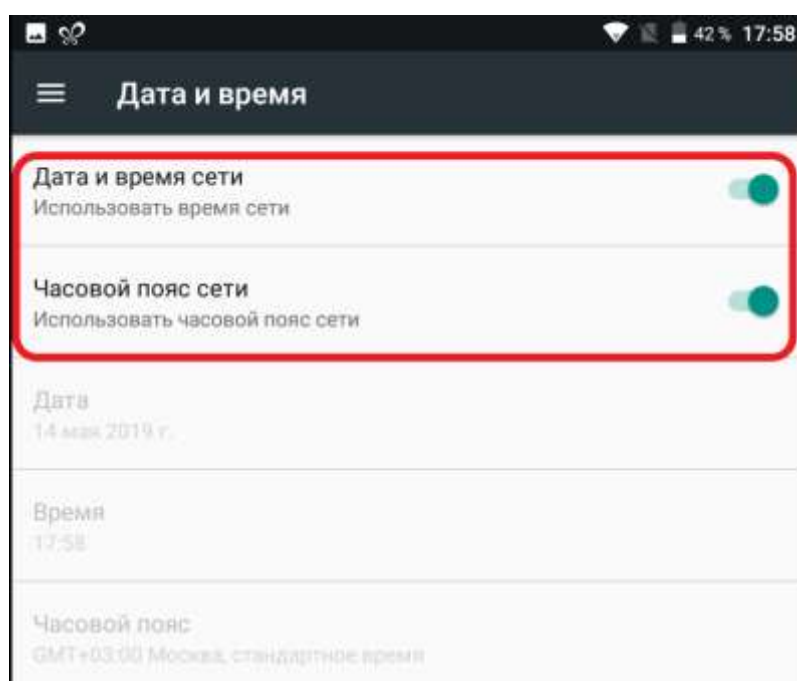 42 % 17:58
Дата и время
Дата и время сети
Использовать время сети
Часовой пояс сети
Использовать часовой пояс сети
Дата
14 мая 2019 г.
Время
17:58
Часовой пояс
GMT+03:00 Москва, стандартное время